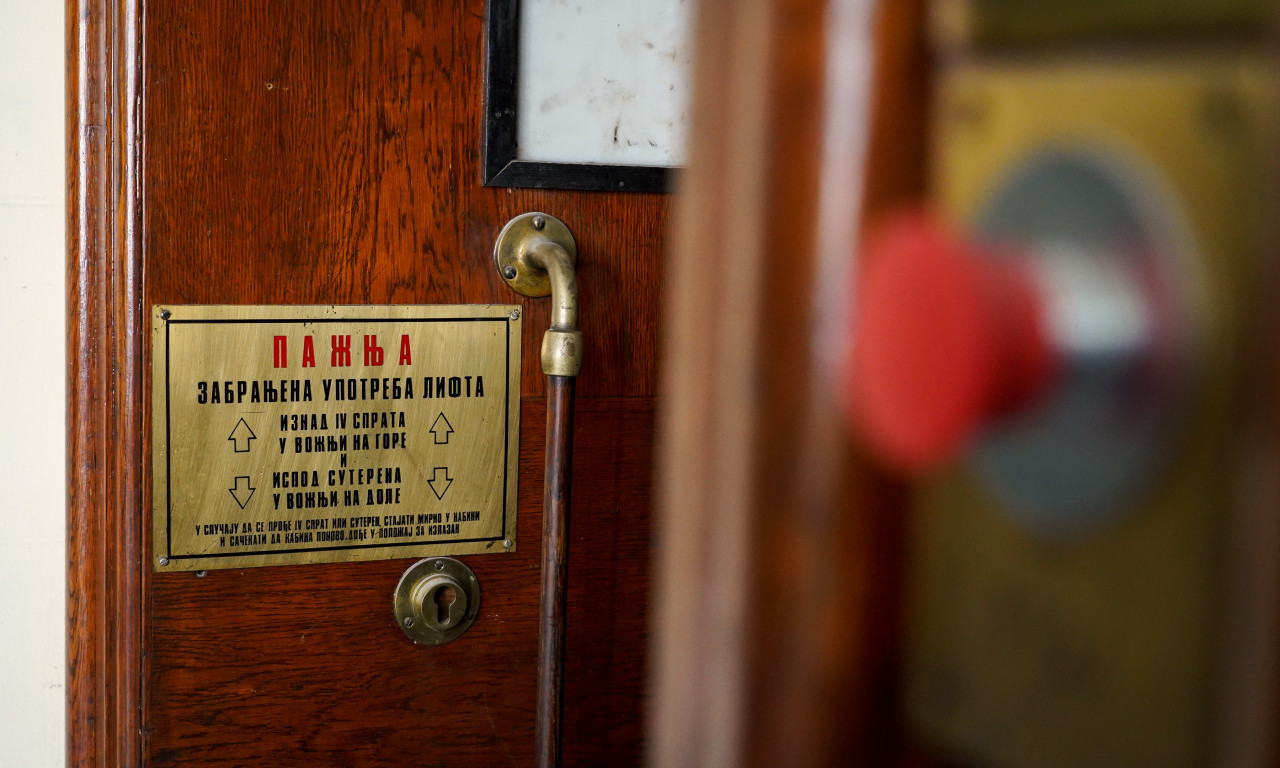 ПАЖЊА
ЗАБРАЊЕНА УПОТРЕБА ЛИФТА
ИЗНАД IV СПРАТА
У ВОЖЊИ НА ГОРЕ
И
ИСПОД СУТЕРЕНА
У ВОЖЊИ НА ДОЛЕ
У СЛУЧАЈУ ДА СЕ ПРОЂЕ IV СПРАТ ИЛИ СУТЕРЕН, СТАЈАТИ МИРНО У КАБИНИ
И САЧЕКАТИ ДА КАБИНА ПОНОВО. ДОЂЕ У ПОЛОЖАЈ ЗА ИЗЛАЗАК